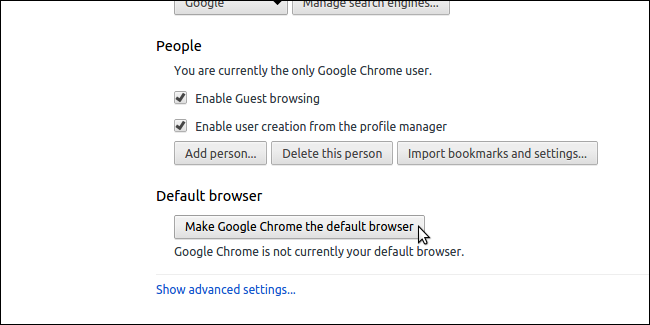 Google Manage search engines...
People
You are currently the only Google Chrome user.
Enable Guest browsing
Enable user creation from the profile manager
Add person... Delete this person Import bookmarks and settings...
Default browser
Make Google Chrome the default browser
Google Chrome is not currently your default browser.
Show advanced settings...